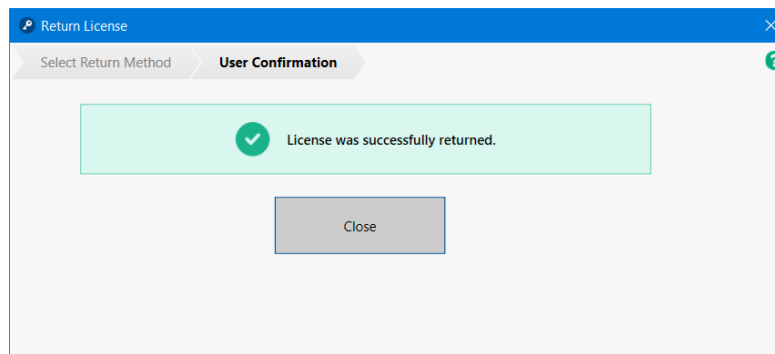 Return License
Select Return Method
User Confirmation
License was successfully returned.
Close